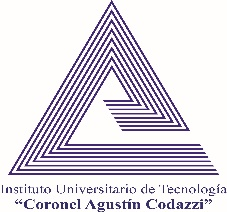 Instituto Universitario de Tecnología
“Coronel Agustín Codazzi”